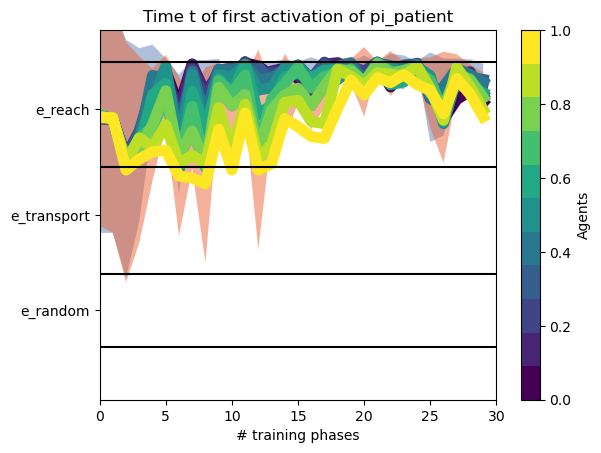 Time t of first activation of pi_patient
e_reach
e_transport
e_random
0
5
10
15
20
25
30
# training phases
1.0
0.8
0.6
0.4
0.2
0.0
Agents